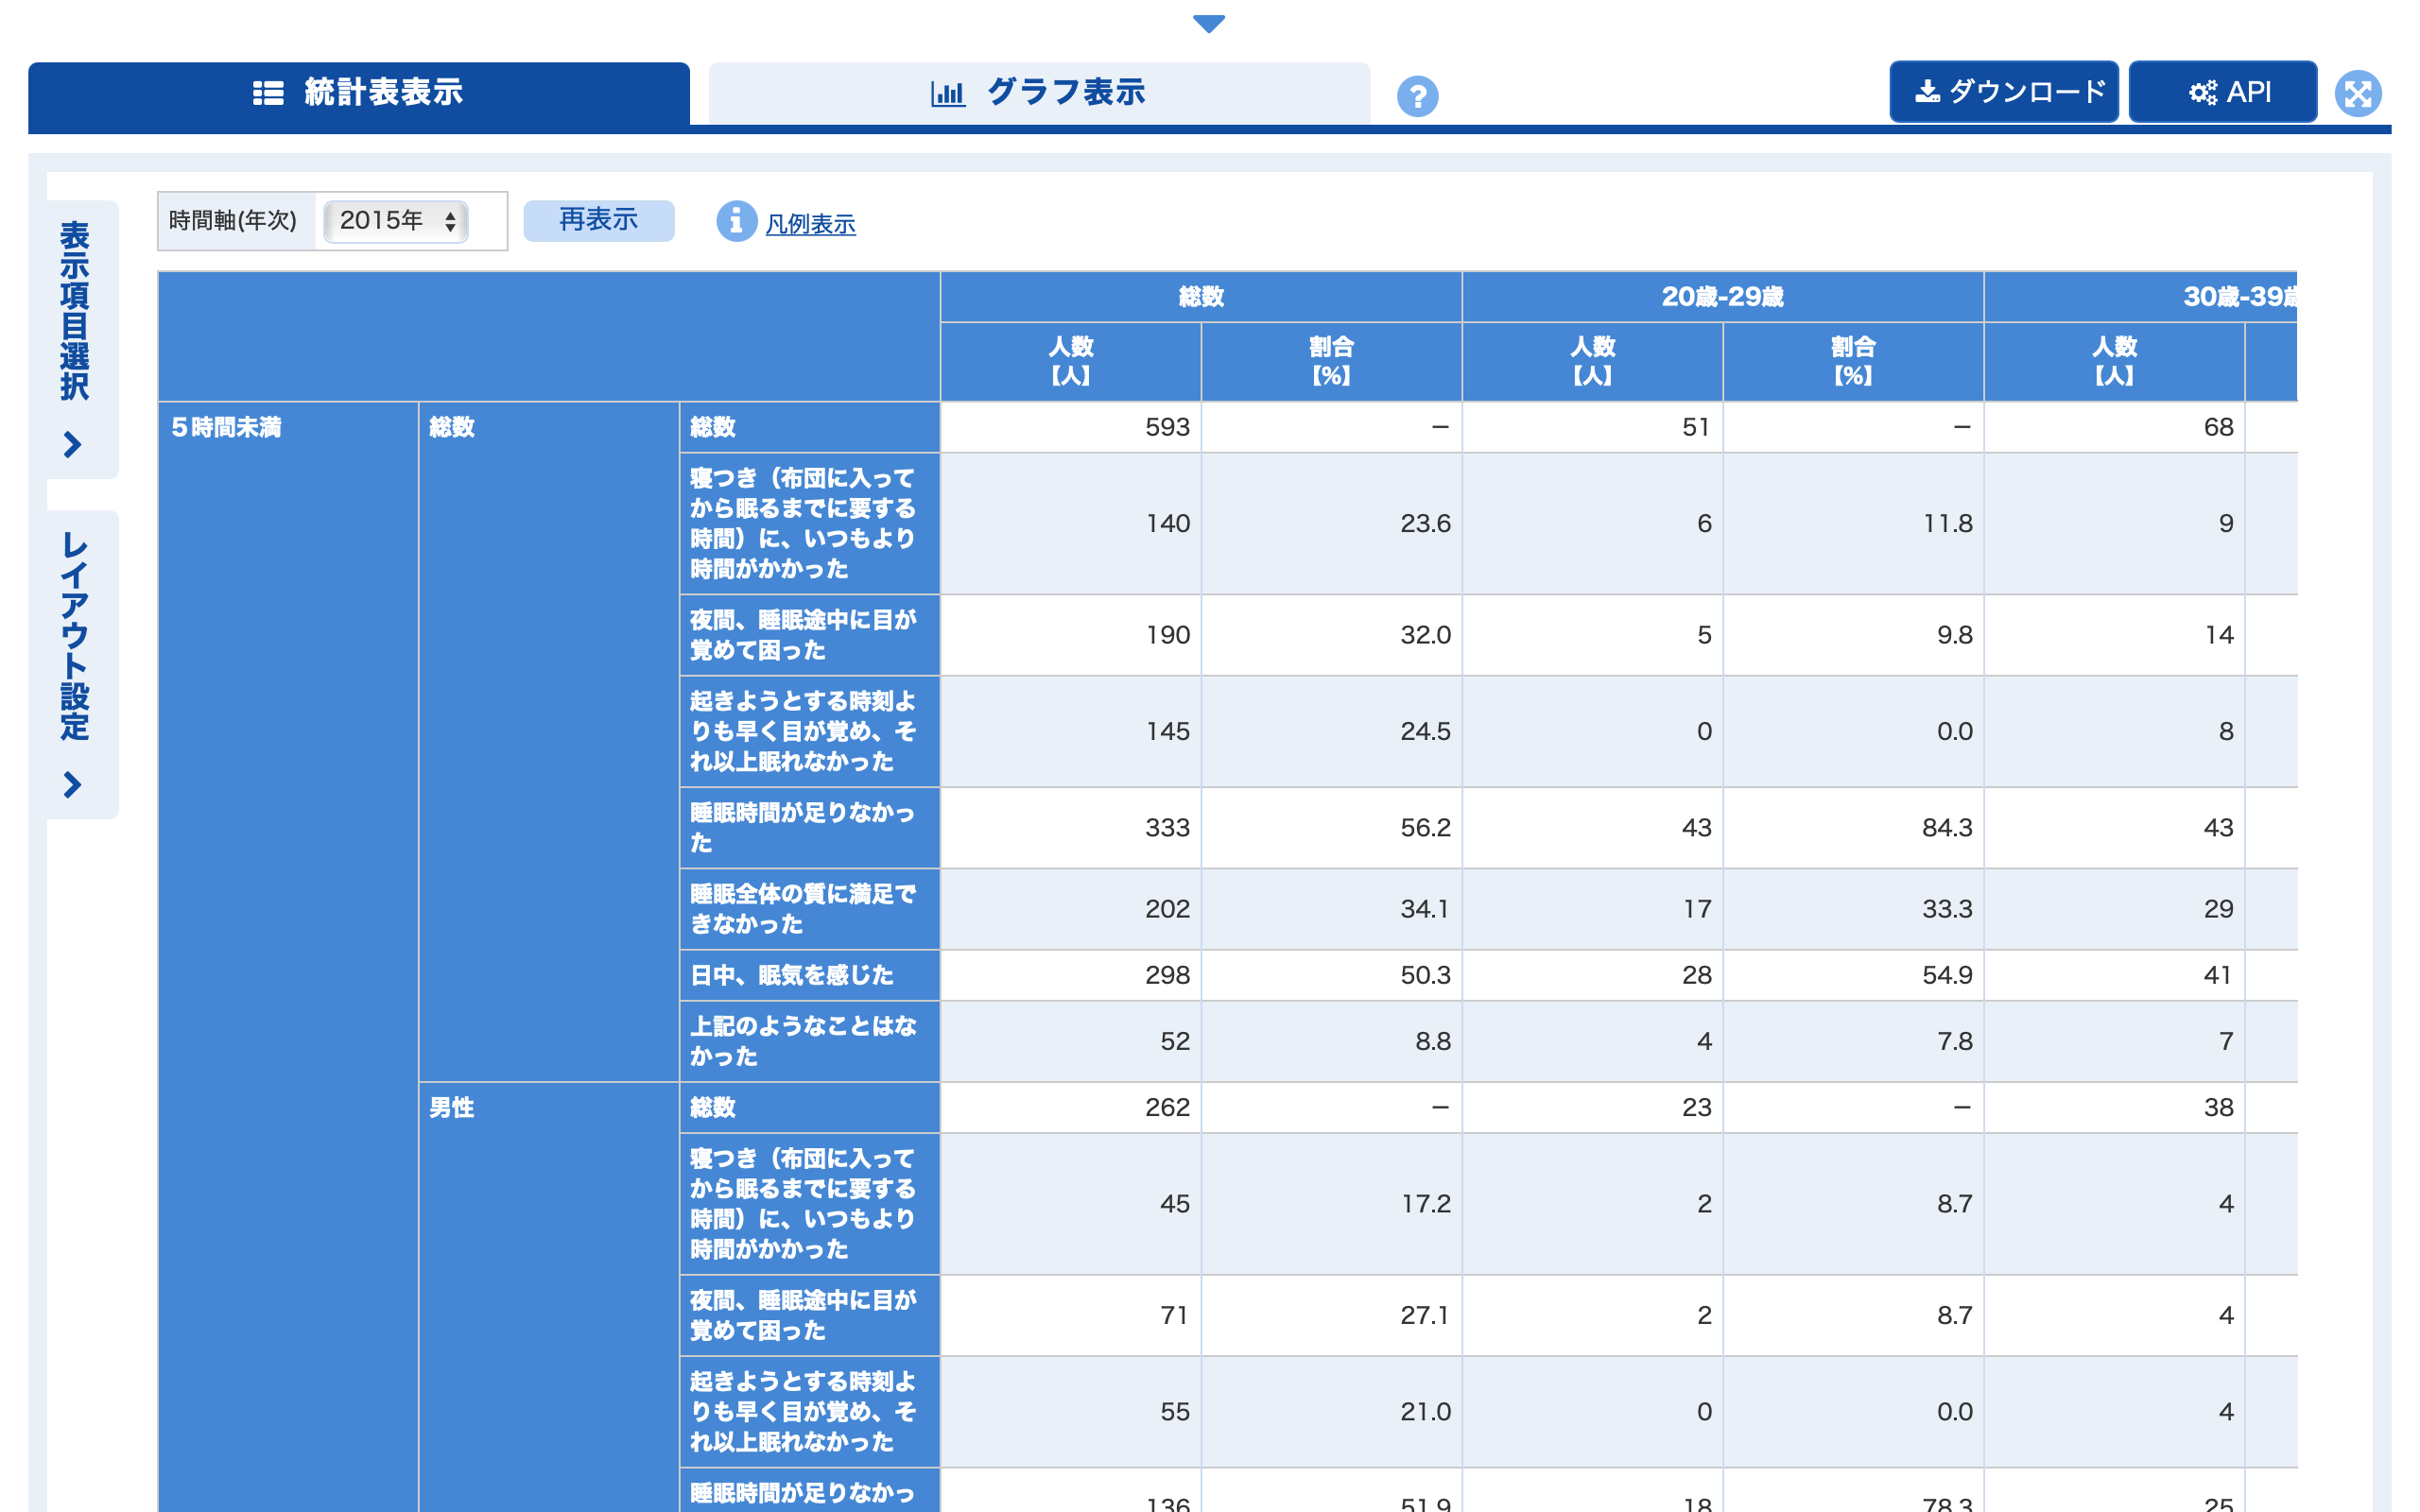 統計表表示
グラフ表示
?
ダウンロード
API
表示項目選択
レイアウト設定
時間軸(年次) 2015年 再表示 凡例表示
総数 20歳-29歳 30歳-39歳
人数【人】 割合【%】 人数【人】 割合【%】 人数【人】
5時間未満 総数 総数 593 － 51 － 68
寝つき（布団に入って
から眠るまでに要する
時間）に、いつもより
時間がかかった 140 23.6 6 11.8 9
夜間、睡眠途中に目が
覚めて困った 190 32.0 5 9.8 14
起きようとする時刻よ
りも早く目が覚め、そ
れ以上眠れなかった 145 24.5 0 0.0 8
睡眠時間が足りなかっ
た 333 56.2 43 84.3 43
睡眠全体の質に満足で
きなかった 202 34.1 17 33.3 29
日中、眠気を感じた 298 50.3 28 54.9 41
上記のようなことはな
かった 52 8.8 4 7.8 7
男性 総数 262 － 23 － 38
寝つき（布団に入って
から眠るまでに要する
時間）に、いつもより
時間がかかった 45 17.2 2 8.7 4
夜間、睡眠途中に目が
覚めて困った 71 27.1 2 8.7 4
起きようとする時刻よ
りも早く目が覚め、そ
れ以上眠れなかった 55 21.0 0 0.0 4
睡眠時間が足りなかっ
136 51.9 18 78.3 25